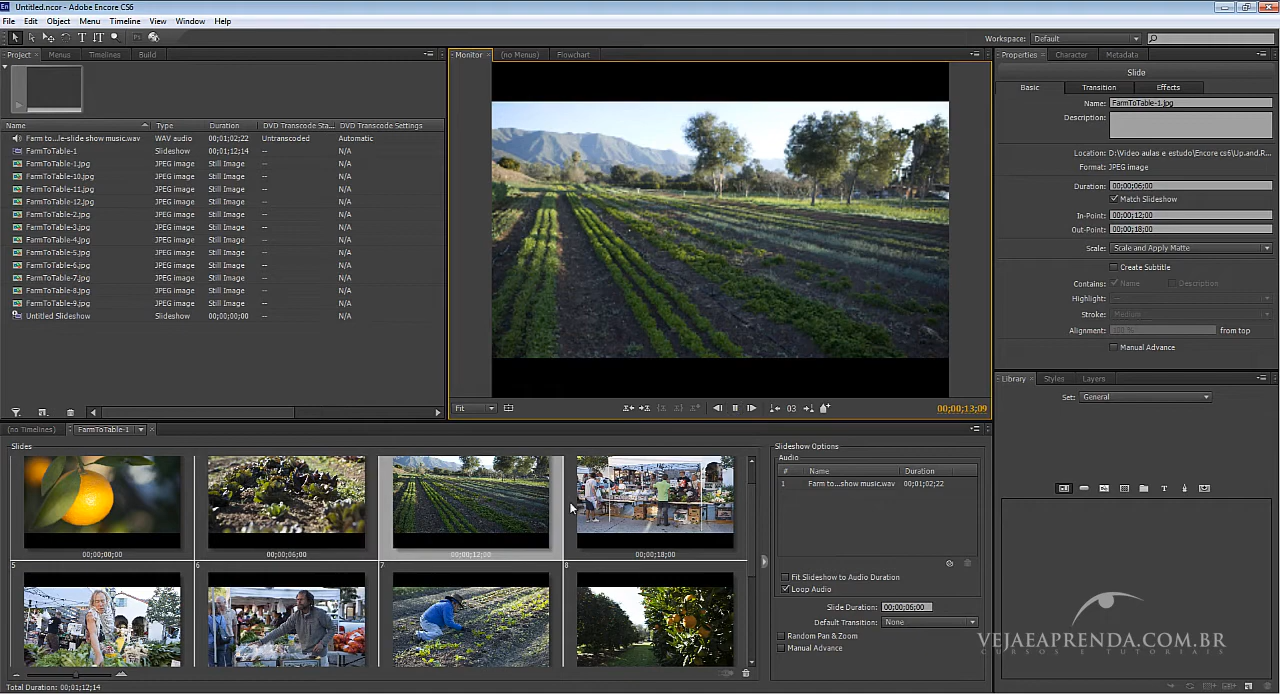 Untitled.ncor - Adobe Encore CS6
File Edit Object Menu Timeline View Window Help
Workspace: Default
Project Menus Timelines Build
Monitor (no Menus) Flowchart
Properties Character Metadata
Slide
Basic Transition Effects
Name: FarmToTable-1.jpg
Description:
Location: D:\Video aulas e estudo\Encore cs6\Up.and.R...
Format: JPEG image
Duration: 00;00;06;00
Match Slideshow
In-Point: 00;00;12;00
Out-Point: 00;00;18;00
Scale: Scale and Apply Matte
Create Subtitle
Contains: Name Description
Highlight: --
Stroke: Medium
Alignment: 100 % from top
Manual Advance
Name Type Duration DVD Transcode Sta... DVD Transcode Settings
Farm to...le-slide show music.wav WAV audio 00;01;02;22 Untranscoded Automatic
FarmToTable-1 Slideshow 00;01;12;14 N/A
FarmToTable-1.jpg JPEG image Still Image -- N/A
FarmToTable-10.jpg JPEG image Still Image -- N/A
FarmToTable-11.jpg JPEG image Still Image -- N/A
FarmToTable-12.jpg JPEG image Still Image -- N/A
FarmToTable-2.jpg JPEG image Still Image -- N/A
FarmToTable-3.jpg JPEG image Still Image -- N/A
FarmToTable-4.jpg JPEG image Still Image -- N/A
FarmToTable-5.jpg JPEG image Still Image -- N/A
FarmToTable-6.jpg JPEG image Still Image -- N/A
FarmToTable-7.jpg JPEG image Still Image -- N/A
FarmToTable-8.jpg JPEG image Still Image -- N/A
FarmToTable-9.jpg JPEG image Still Image -- N/A
Untitled Slideshow Slideshow 00;00;00;00 N/A
Fit 03 00;00;13;09
Library Styles Layers
Set: General
(no Timelines) FarmToTable-1
Slides
00;00;00;00 00;00;06;00 00;00;12;00 00;00;18;00
5 6 7 8
Slideshow Options
Audio
# Name Duration
1 Farm to...show music.wav 00;01;02;22
Fit Slideshow to Audio Duration
Loop Audio
Slide Duration: 00;00;06;00
Default Transition: None
Random Pan & Zoom
Manual Advance
Total Duration: 00;01;12;14
VEJAEAPRENDA.COM.BR
CURSOS E TUTORIAIS